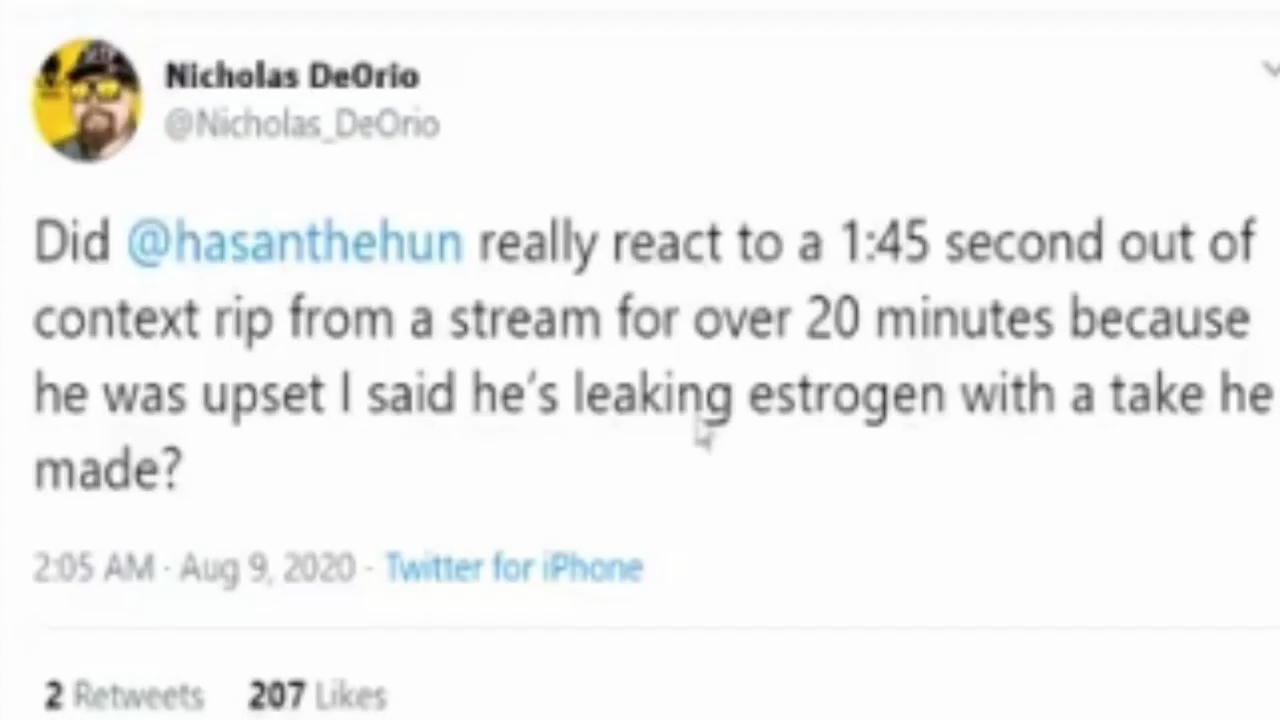 Nicholas DeOrio
@Nicholas_DeOrio
Did @hasanthehun really react to a 1:45 second out of
context rip from a stream for over 20 minutes because
he was upset I said he's leaking estrogen with a take he
made?
2:05 AM · Aug 9, 2020 · Twitter for iPhone
2 Retweets 207 Likes